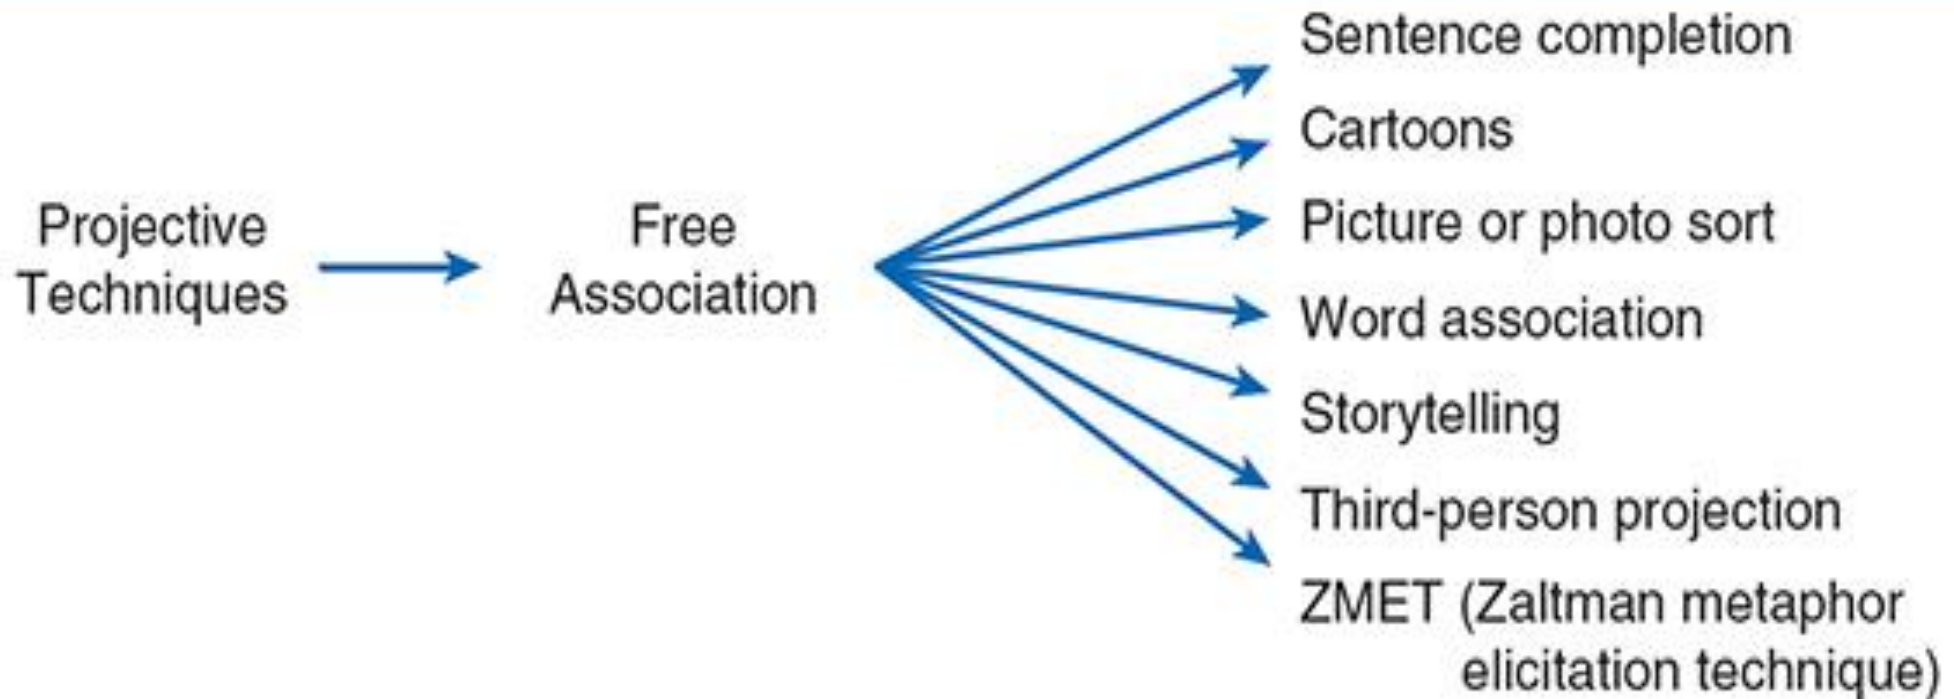 Projective
Techniques
Free
Association
Sentence completion
Cartoons
Picture or photo sort
Word association
Storytelling
Third-person projection
ZMET (Zaltman metaphor
elicitation technique)